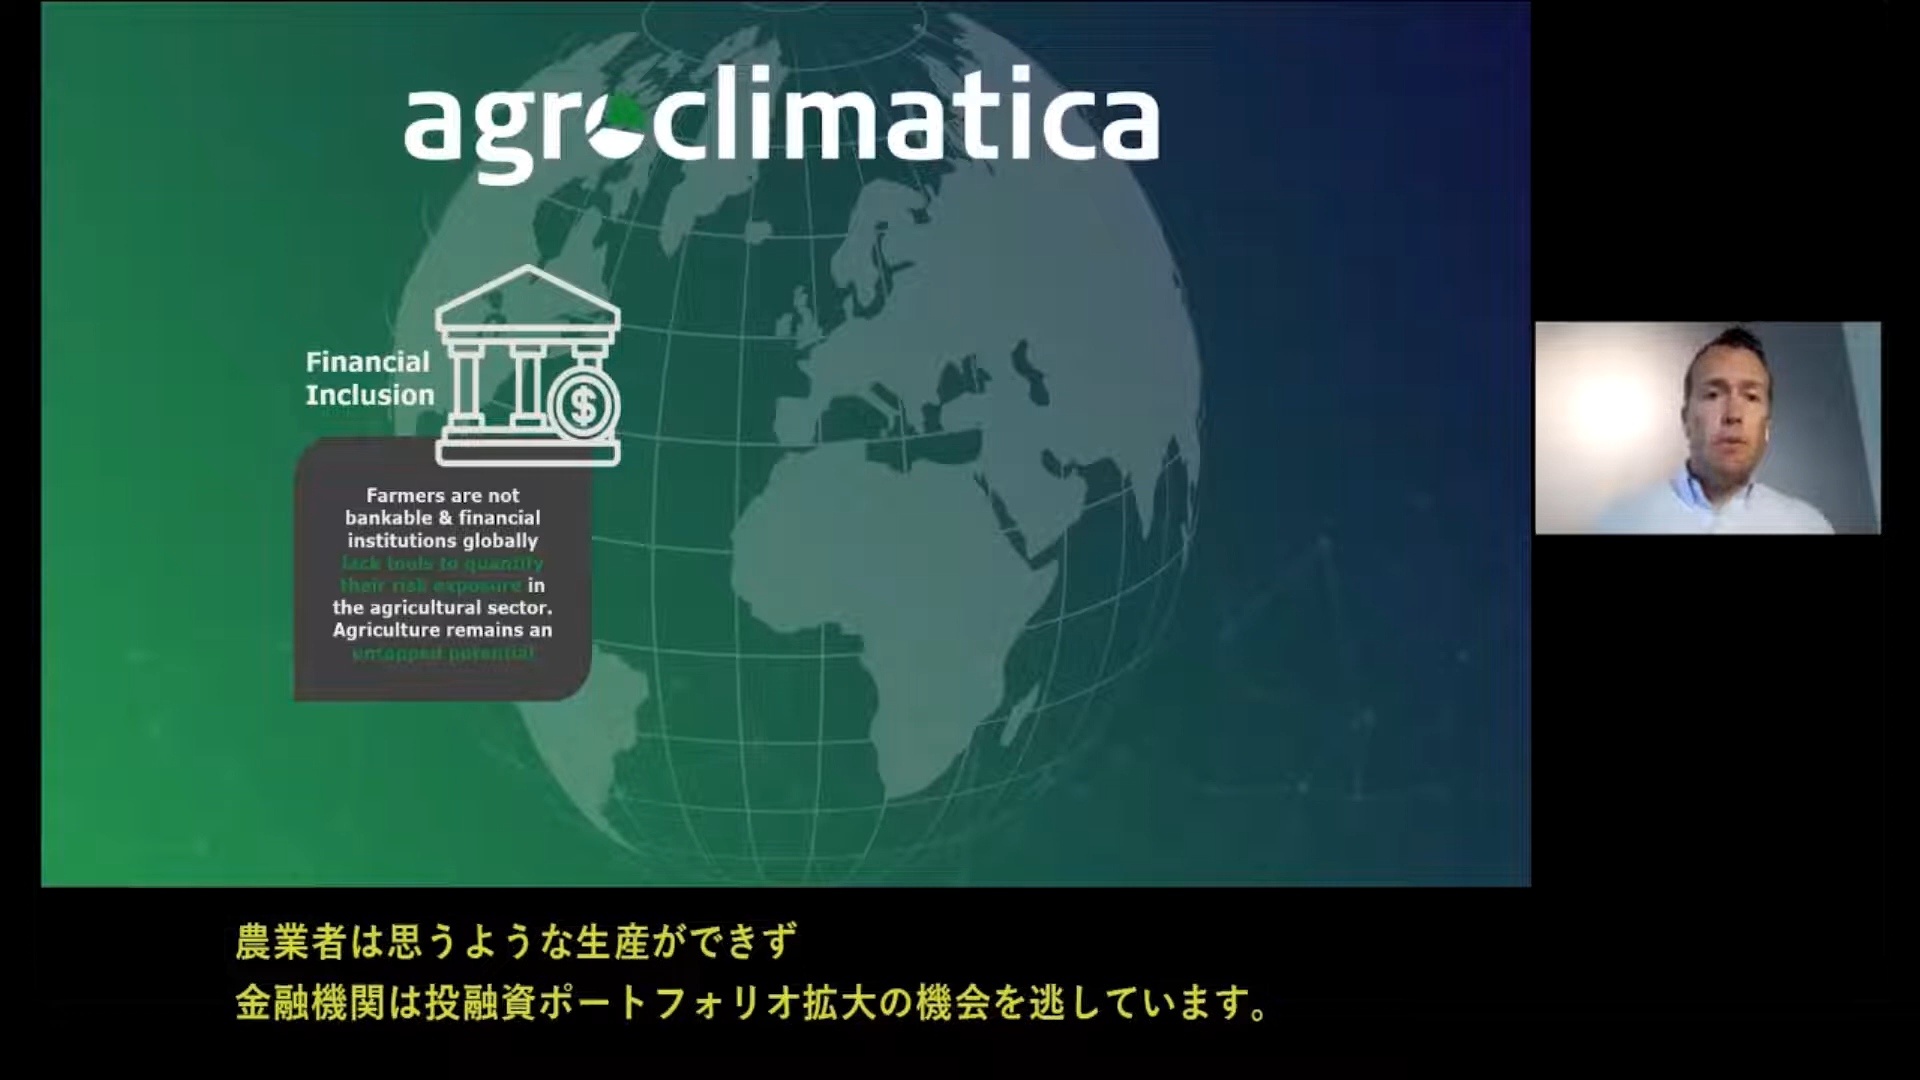 agroclimatica
Financial
Inclusion
$
Farmers are not
bankable & financial
institutions globally
lack tools to quantify
their risk exposure in
the agricultural sector.
Agriculture remains an
untapped potential
農業者は思うような生産ができず
金融機関は投融資ポートフォリオ拡大の機会を逃しています。